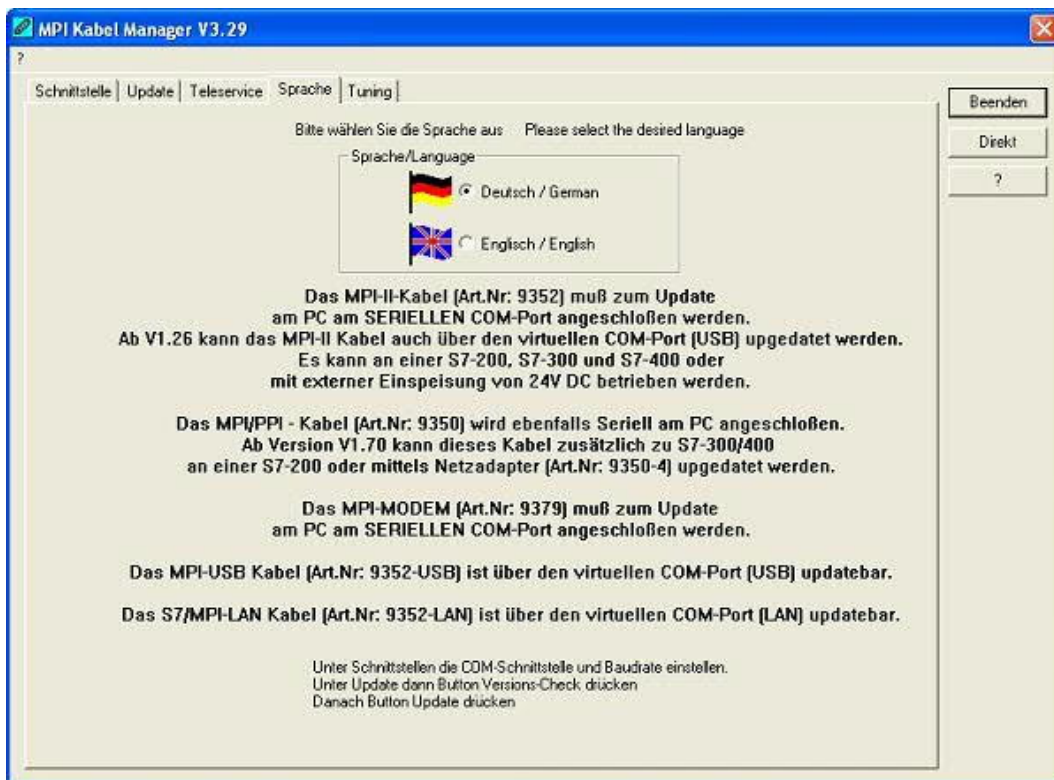 MPI Kabel Manager V3.29
?
Schnittstelle Update Teleservice Sprache Tuning
Beenden
Direkt
?
Bitte wählen Sie die Sprache aus Please select the desired language
Sprache/Language
Deutsch / German
Englisch / English
Das MPI-II-Kabel (Art.Nr: 9352) muß zum Update
am PC am SERIELLEN COM-Port angeschloßen werden.
Ab V1.26 kann das MPI-II Kabel auch über den virtuellen COM-Port (USB) upgedatet werden.
Es kann an einer S7-200, S7-300 und S7-400 oder
mit externer Einspeisung von 24V DC betrieben werden.
Das MPI/PPI - Kabel (Art.Nr: 9350) wird ebenfalls Seriell am PC angeschloßen.
Ab Version V1.70 kann dieses Kabel zusätzlich zu S7-300/400
an einer S7-200 oder mittels Netzadapter (Art.Nr: 9350-4) upgedatet werden.
Das MPI-MODEM (Art.Nr: 9379) muß zum Update
am PC am SERIELLEN COM-Port angeschloßen werden.
Das MPI-USB Kabel (Art.Nr: 9352-USB) ist über den virtuellen COM-Port (USB) updatebar.
Das S7/MPI-LAN Kabel (Art.Nr: 9352-LAN) ist über den virtuellen COM-Port (LAN) updatebar.
Unter Schnittstellen die COM-Schnittstelle und Baudrate einstellen.
Unter Update dann Button Versions-Check drücken
Danach Button Update drücken